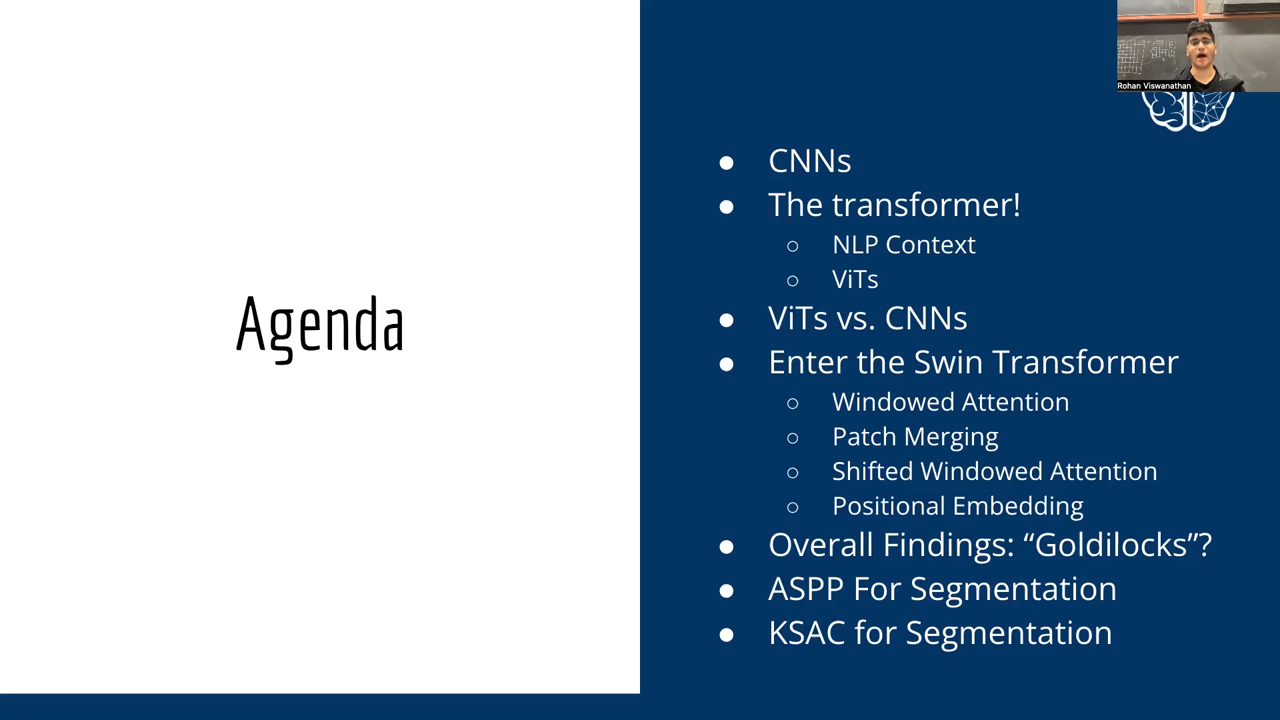 Rohan Viswanathan
Agenda
● CNNs
● The transformer!
○ NLP Context
○ ViTs
● ViTs vs. CNNs
● Enter the Swin Transformer
○ Windowed Attention
○ Patch Merging
○ Shifted Windowed Attention
○ Positional Embedding
● Overall Findings: “Goldilocks”?
● ASPP For Segmentation
● KSAC for Segmentation